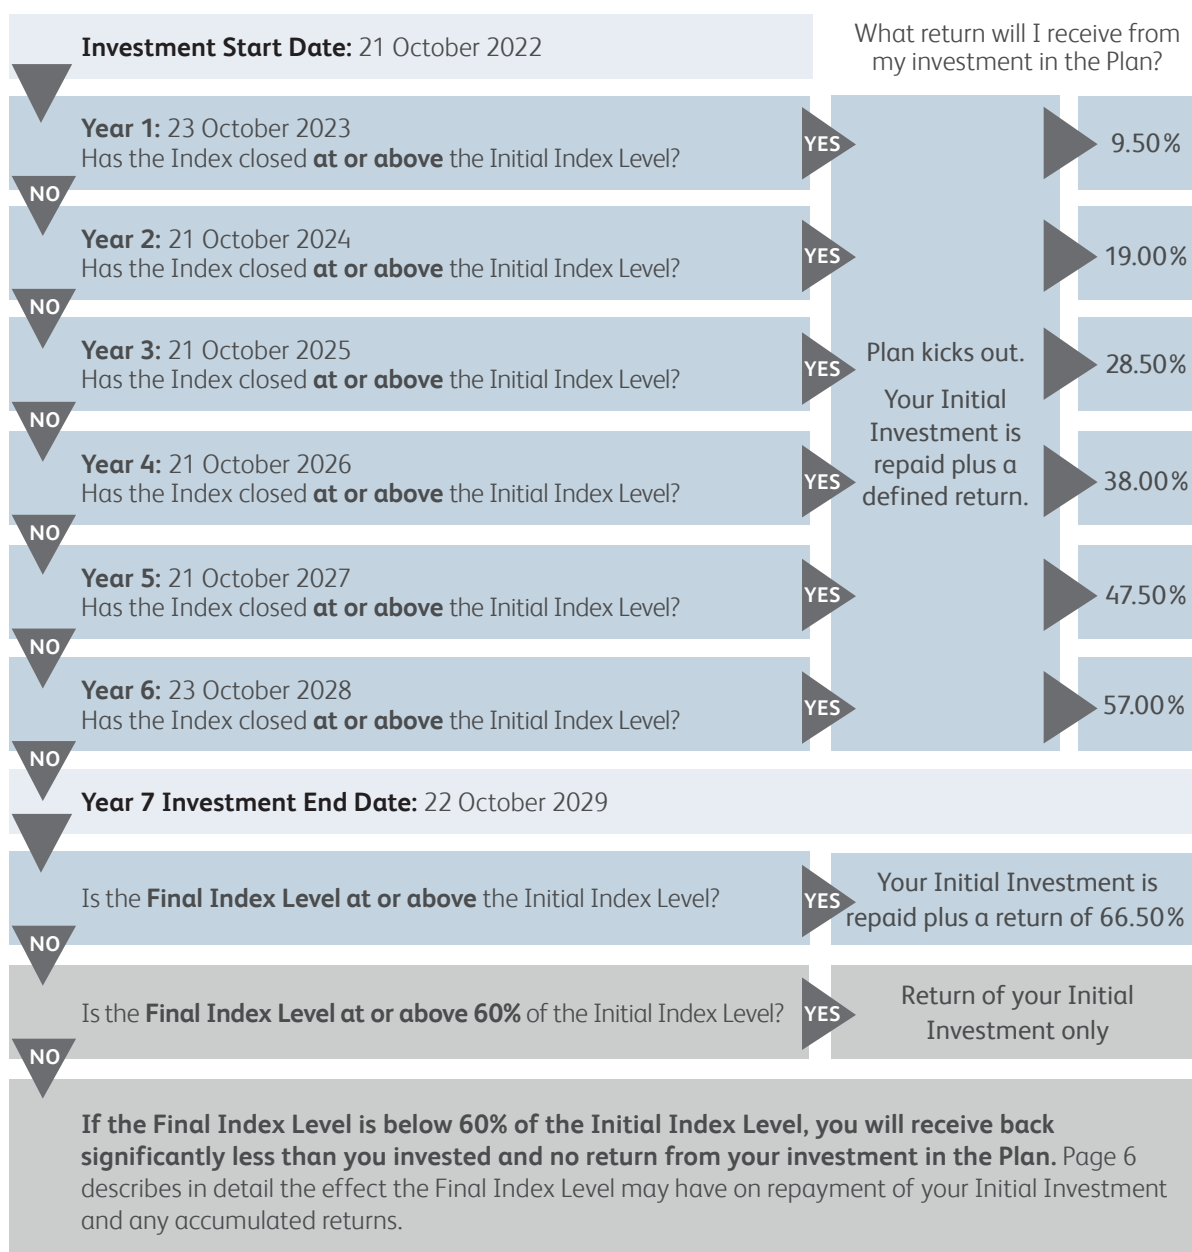 Investment Start Date: 21 October 2022
What return will I receive from
my investment in the Plan?
Year 1: 23 October 2023
Has the Index closed at or above the Initial Index Level?
YES
9.50%
NO
Year 2: 21 October 2024
Has the Index closed at or above the Initial Index Level?
YES
19.00%
NO
Year 3: 21 October 2025
Has the Index closed at or above the Initial Index Level?
YES
Plan kicks out.
Your Initial
Investment is
repaid plus a
defined return.
28.50%
NO
Year 4: 21 October 2026
Has the Index closed at or above the Initial Index Level?
YES
38.00%
NO
Year 5: 21 October 2027
Has the Index closed at or above the Initial Index Level?
YES
47.50%
NO
Year 6: 23 October 2028
Has the Index closed at or above the Initial Index Level?
YES
57.00%
NO
Year 7 Investment End Date: 22 October 2029
Is the Final Index Level at or above the Initial Index Level?
YES
Your Initial Investment is
repaid plus a return of 66.50%
NO
Is the Final Index Level at or above 60% of the Initial Index Level?
YES
Return of your Initial
Investment only
NO
If the Final Index Level is below 60% of the Initial Index Level, you will receive back
significantly less than you invested and no return from your investment in the Plan. Page 6
describes in detail the effect the Final Index Level may have on repayment of your Initial Investment
and any accumulated returns.